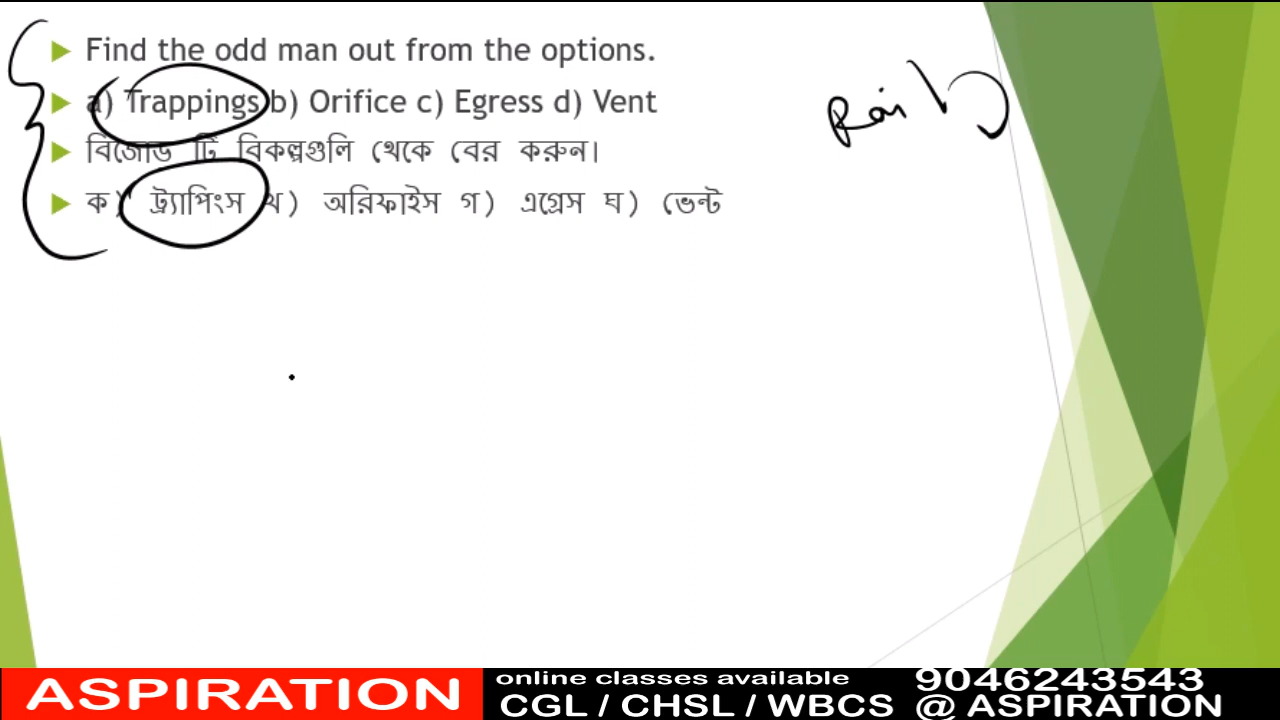 Find the odd man out from the options.
a) Trappings b) Orifice c) Egress d) Vent
বিজোড টি বিকল্পগুলি থেকে বের করুন।
ক) ট্র্যাপিংস খ) অরিফাইস গ) এগ্রেস ঘ) ভেন্ট
ASPIRATION
online classes available 9046243543
CGL / CHSL / WBCS @ ASPIRATION